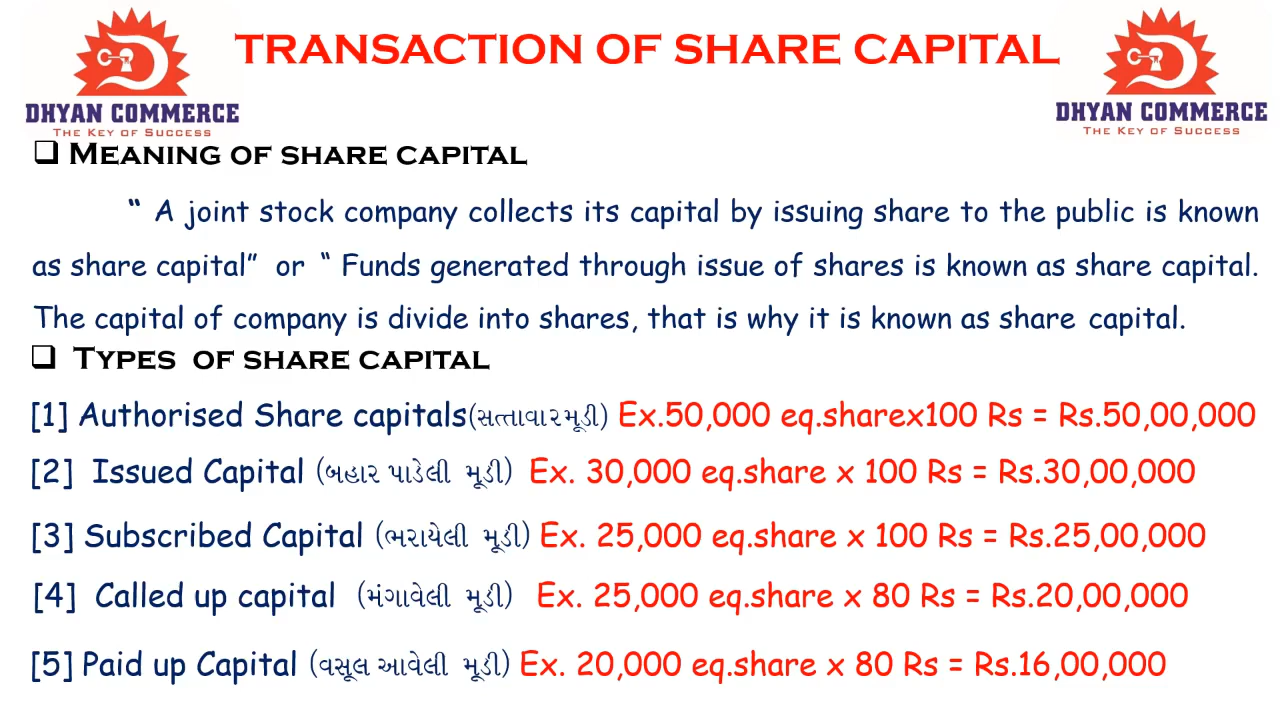 TRANSACTION OF SHARE CAPITAL
DHYAN COMMERCE
THE KEY OF SUCCESS
DHYAN COMMERCE
THE KEY OF SUCCESS
❑ MEANING OF SHARE CAPITAL
“ A joint stock company collects its capital by issuing share to the public is known
as share capital” or “ Funds generated through issue of shares is known as share capital.
The capital of company is divide into shares, that is why it is known as share capital.
❑ TYPES OF SHARE CAPITAL
[1] Authorised Share capitals(સત્તાવાર મૂડી) Ex.50,000 eq.sharex100 Rs = Rs.50,00,000
[2] Issued Capital (બહાર પાડેલી મૂડી) Ex. 30,000 eq.share x 100 Rs = Rs.30,00,000
[3] Subscribed Capital (ભરાયેલી મૂડી) Ex. 25,000 eq.share x 100 Rs = Rs.25,00,000
[4] Called up capital (મંગાવેલી મૂડી) Ex. 25,000 eq.share x 80 Rs = Rs.20,00,000
[5] Paid up Capital (વસૂલ આવેલી મૂડી) Ex. 20,000 eq.share x 80 Rs = Rs.16,00,000